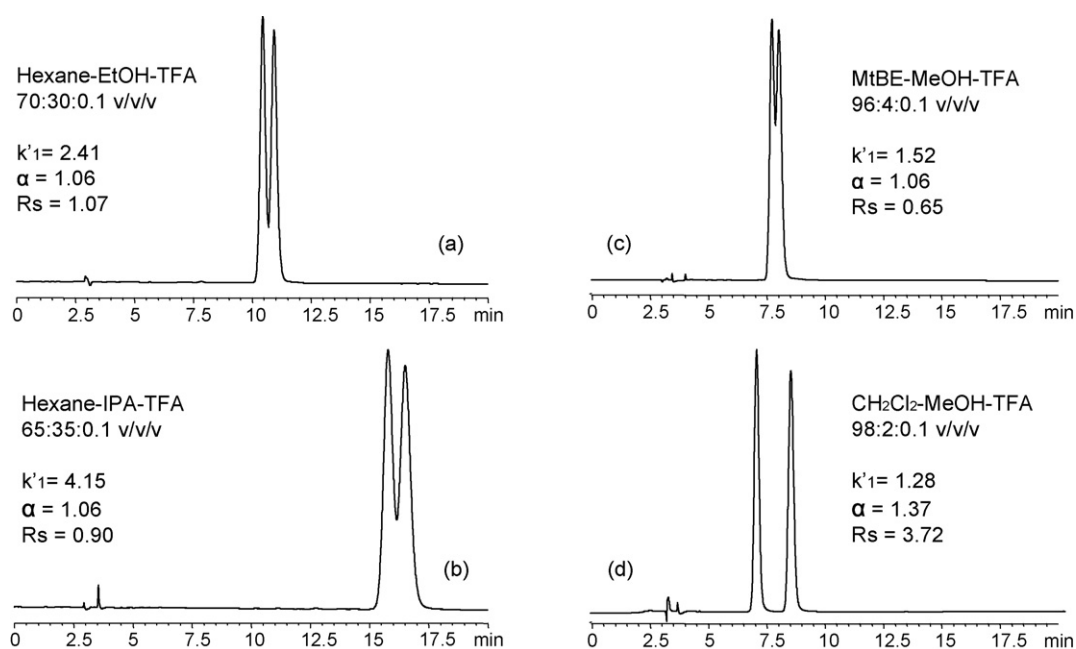 Hexane-EtOH-TFA
70:30:0.1 v/v/v
k'1= 2.41
α = 1.06
Rs = 1.07
(a)
0 2.5 5 7.5 10 12.5 15 17.5 min
Hexane-IPA-TFA
65:35:0.1 v/v/v
k'1= 4.15
α = 1.06
Rs = 0.90
(b)
0 2.5 5 7.5 10 12.5 15 17.5 min
MtBE-MeOH-TFA
96:4:0.1 v/v/v
k'1= 1.52
α = 1.06
Rs = 0.65
(c)
0 2.5 5 7.5 10 12.5 15 17.5 min
CH₂Cl₂-MeOH-TFA
98:2:0.1 v/v/v
k'1= 1.28
α = 1.37
Rs = 3.72
(d)
0 2.5 5 7.5 10 12.5 15 17.5 min